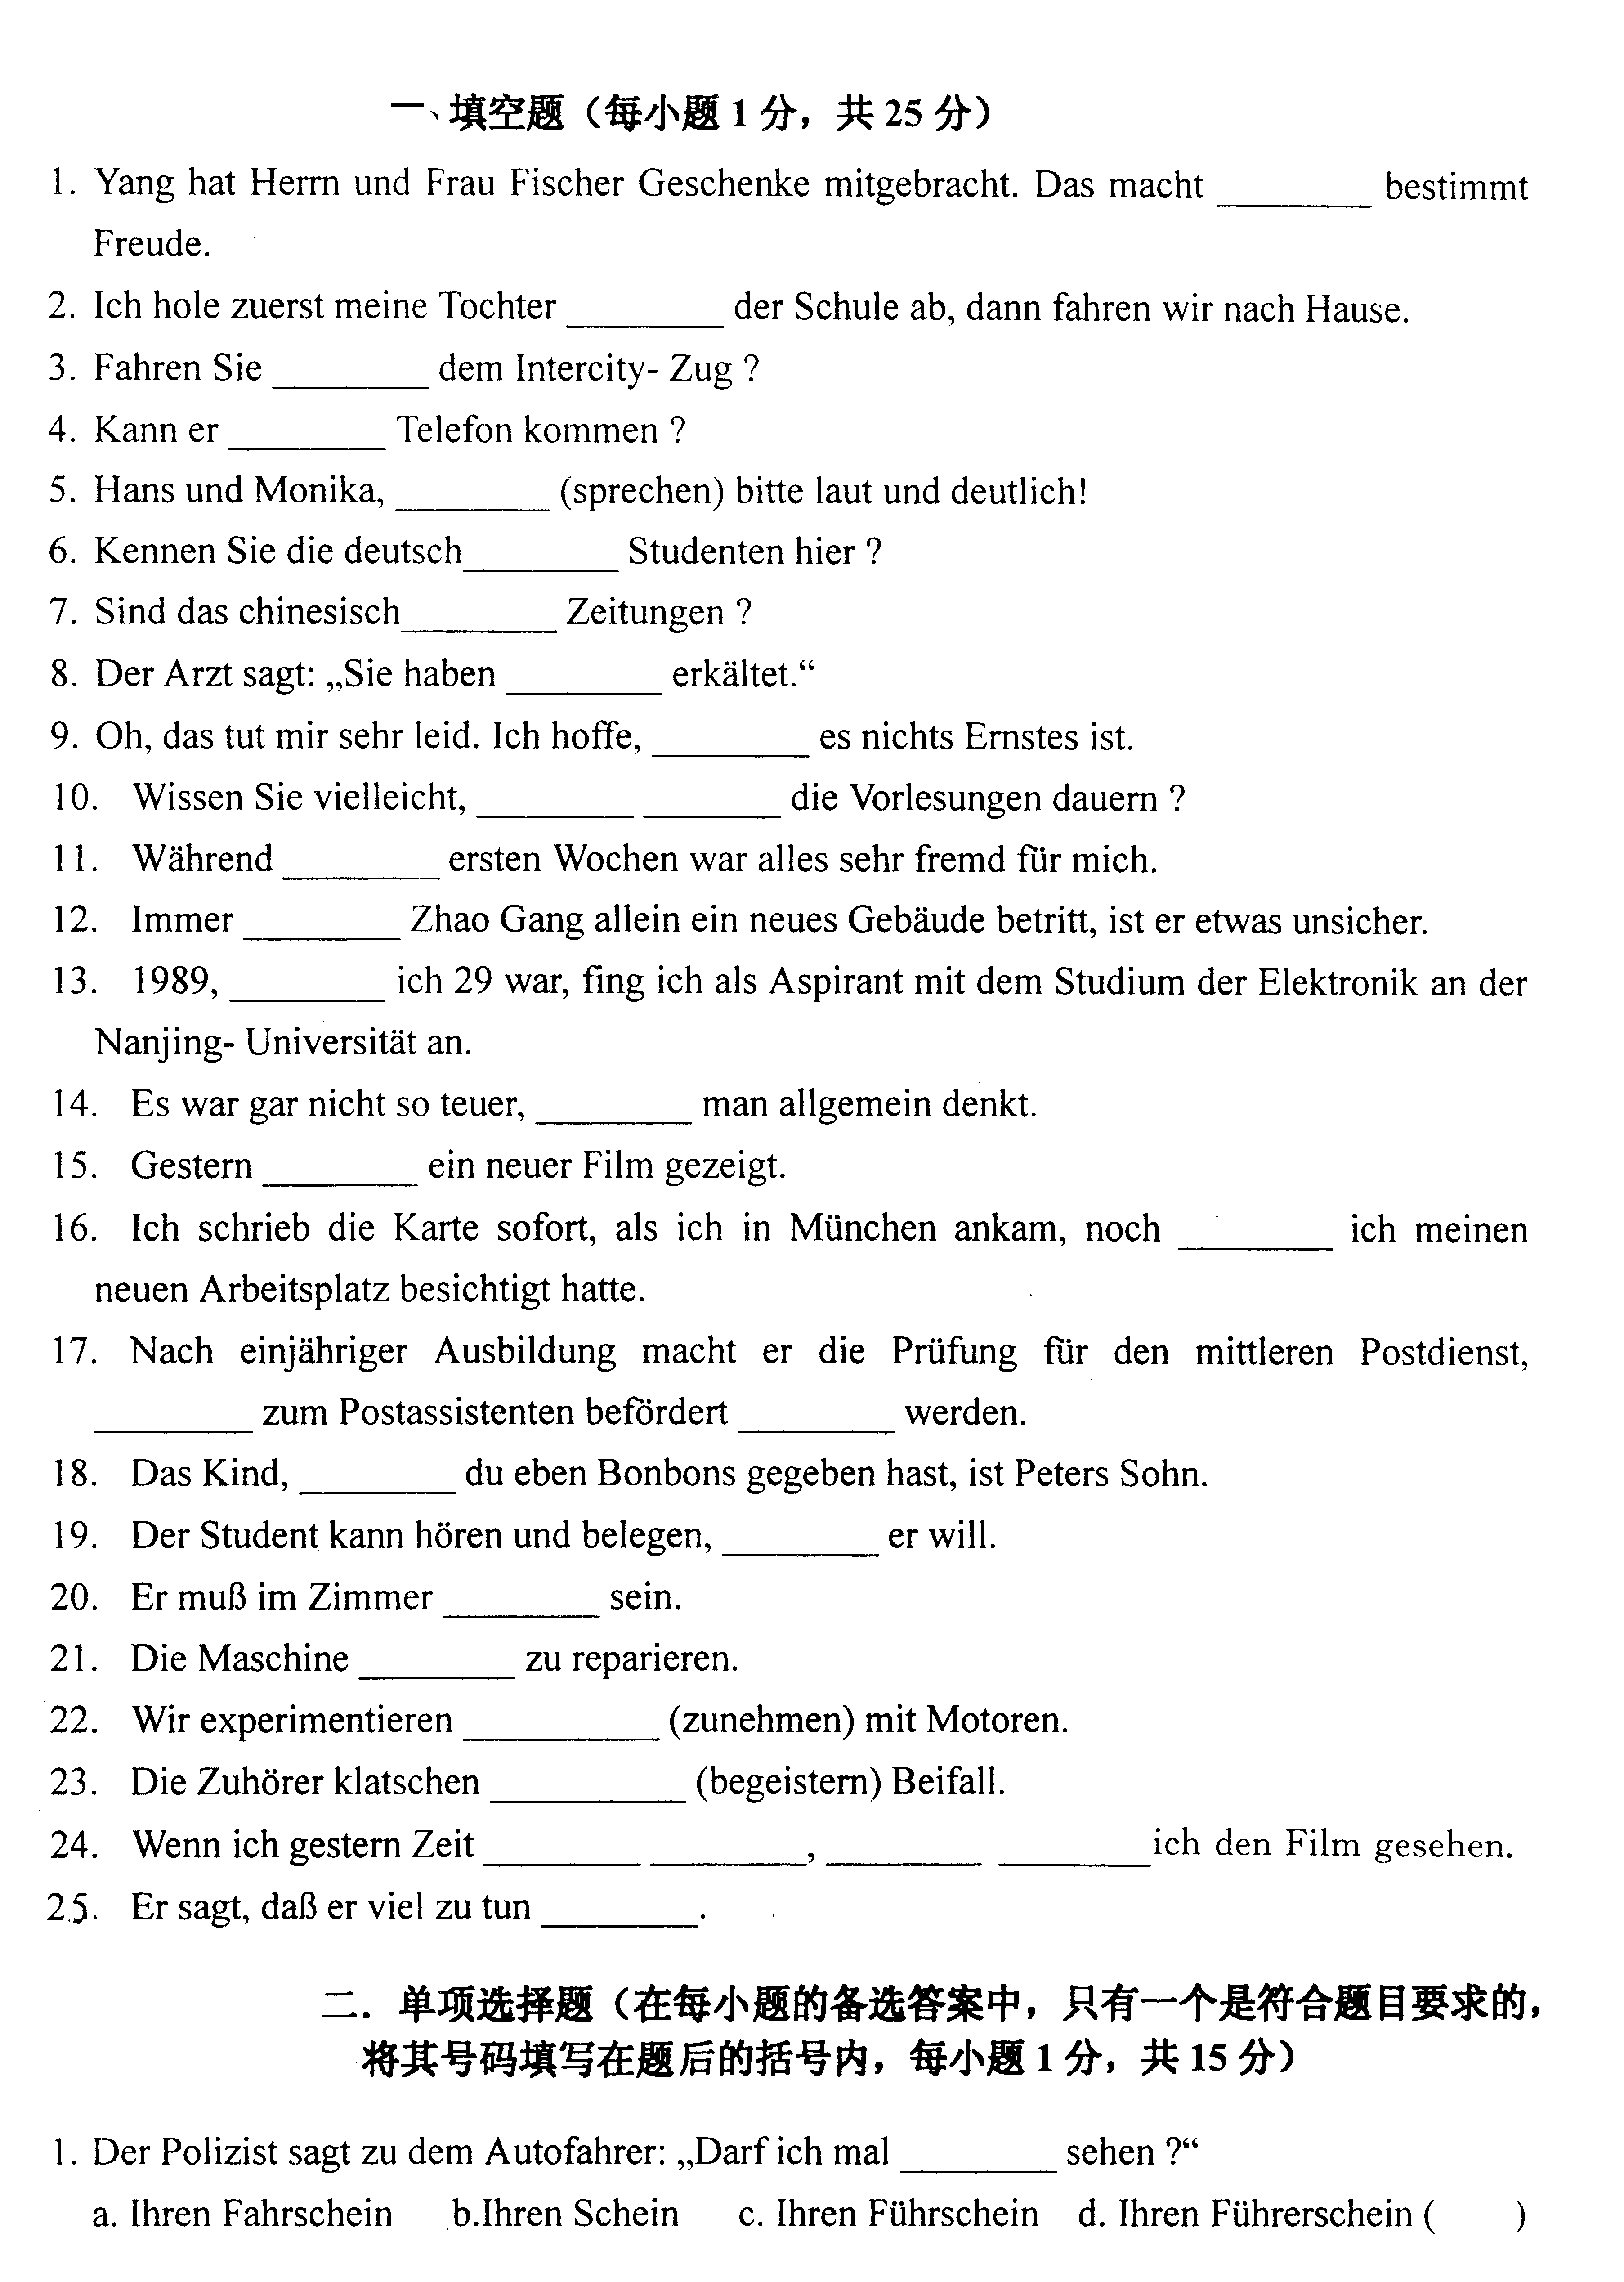 一、填空题（每小题 1 分，共 25 分）
1. Yang hat Herrn und Frau Fischer Geschenke mitgebracht. Das macht ________ bestimmt
Freude.
2. Ich hole zuerst meine Tochter ________ der Schule ab, dann fahren wir nach Hause.
3. Fahren Sie ________ dem Intercity- Zug ?
4. Kann er ________ Telefon kommen ?
5. Hans und Monika, ________ (sprechen) bitte laut und deutlich!
6. Kennen Sie die deutsch________ Studenten hier ?
7. Sind das chinesisch________ Zeitungen ?
8. Der Arzt sagt: „Sie haben ________ erkältet.“
9. Oh, das tut mir sehr leid. Ich hoffe, ________ es nichts Ernstes ist.
10. Wissen Sie vielleicht, ________ ________ die Vorlesungen dauern ?
11. Während ________ ersten Wochen war alles sehr fremd für mich.
12. Immer ________ Zhao Gang allein ein neues Gebäude betritt, ist er etwas unsicher.
13. 1989, ________ ich 29 war, fing ich als Aspirant mit dem Studium der Elektronik an der
Nanjing- Universität an.
14. Es war gar nicht so teuer, ________ man allgemein denkt.
15. Gestern ________ ein neuer Film gezeigt.
16. Ich schrieb die Karte sofort, als ich in München ankam, noch ________ ich meinen
neuen Arbeitsplatz besichtigt hatte.
17. Nach einjähriger Ausbildung macht er die Prüfung für den mittleren Postdienst,
________ zum Postassistenten befördert ________ werden.
18. Das Kind, ________ du eben Bonbons gegeben hast, ist Peters Sohn.
19. Der Student kann hören und belegen, ________ er will.
20. Er muß im Zimmer ________ sein.
21. Die Maschine ________ zu reparieren.
22. Wir experimentieren __________ (zunehmen) mit Motoren.
23. Die Zuhörer klatschen __________ (begeistern) Beifall.
24. Wenn ich gestern Zeit ________ ________, ________ ________ich den Film gesehen.
25. Er sagt, daß er viel zu tun ________.
二．单项选择题（在每小题的备选答案中，只有一个是符合题目要求的，
将其号码填写在题后的括号内，每小题 1 分，共 15 分）
1. Der Polizist sagt zu dem Autofahrer: „Darf ich mal ________ sehen ?“
a. Ihren Fahrschein b.Ihren Schein c. Ihren Führschein d. Ihren Führerschein ( )